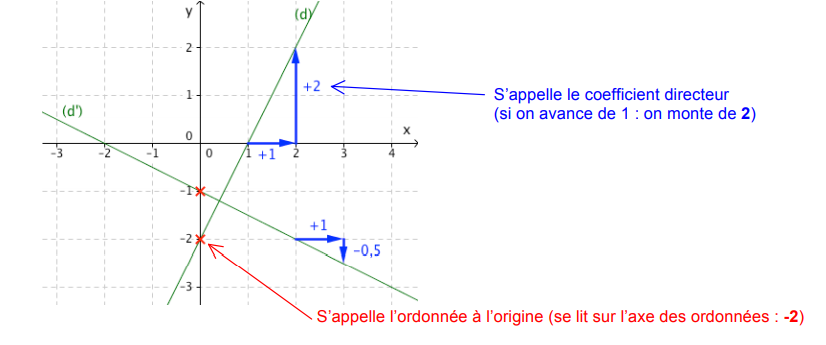 y
(d)
2
+2
S'appelle le coefficient directeur
(si on avance de 1 : on monte de 2)
1
(d')
0
x
-3 -2 -1 0 1 2 3 4
+1
-1
+1
-2
-0,5
-3
S'appelle l'ordonnée à l'origine (se lit sur l'axe des ordonnées : -2)